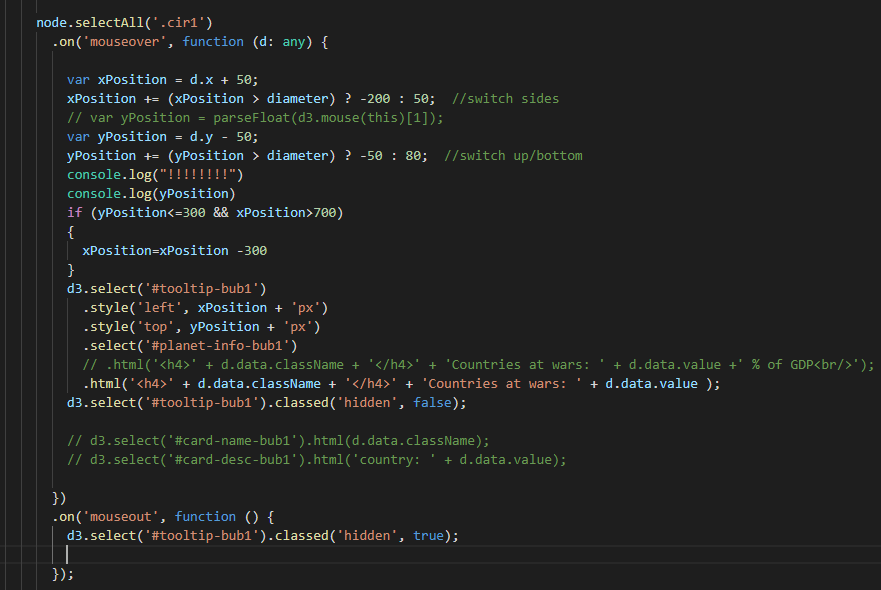 node.selectAll('.cir1')
.on('mouseover', function (d: any) {
var xPosition = d.x + 50;
xPosition += (xPosition > diameter) ? -200 : 50;  //switch sides
// var yPosition = parseFloat(d3.mouse(this)[1]);
var yPosition = d.y - 50;
yPosition += (yPosition > diameter) ? -50 : 80;  //switch up/bottom
console.log("!!!!!!!!")
console.log(yPosition)
if (yPosition<=300 && xPosition>700)
{
xPosition=xPosition -300
}
d3.select('#tooltip-bub1')
.style('left', xPosition + 'px')
.style('top', yPosition + 'px')
.select('#planet-info-bub1')
// .html('<h4>' + d.data.className + '</h4>' + 'Countries at wars: ' + d.data.value +' % of GDP<br/>');
.html('<h4>' + d.data.className + '</h4>' + 'Countries at wars: ' + d.data.value );
d3.select('#tooltip-bub1').classed('hidden', false);
// d3.select('#card-name-bub1').html(d.data.className);
// d3.select('#card-desc-bub1').html('country: ' + d.data.value);
})
.on('mouseout', function () {
d3.select('#tooltip-bub1').classed('hidden', true);
});